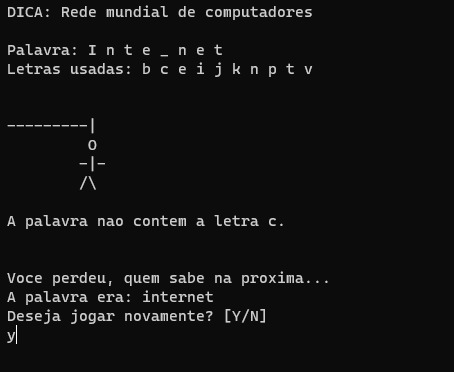 DICA: Rede mundial de computadores
Palavra: I n t e _ n e t
Letras usadas: b c e i j k n p t v
---------|
O
-|-
/\
A palavra nao contem a letra c.
Voce perdeu, quem sabe na proxima...
A palavra era: internet
Deseja jogar novamente? [Y/N]
y